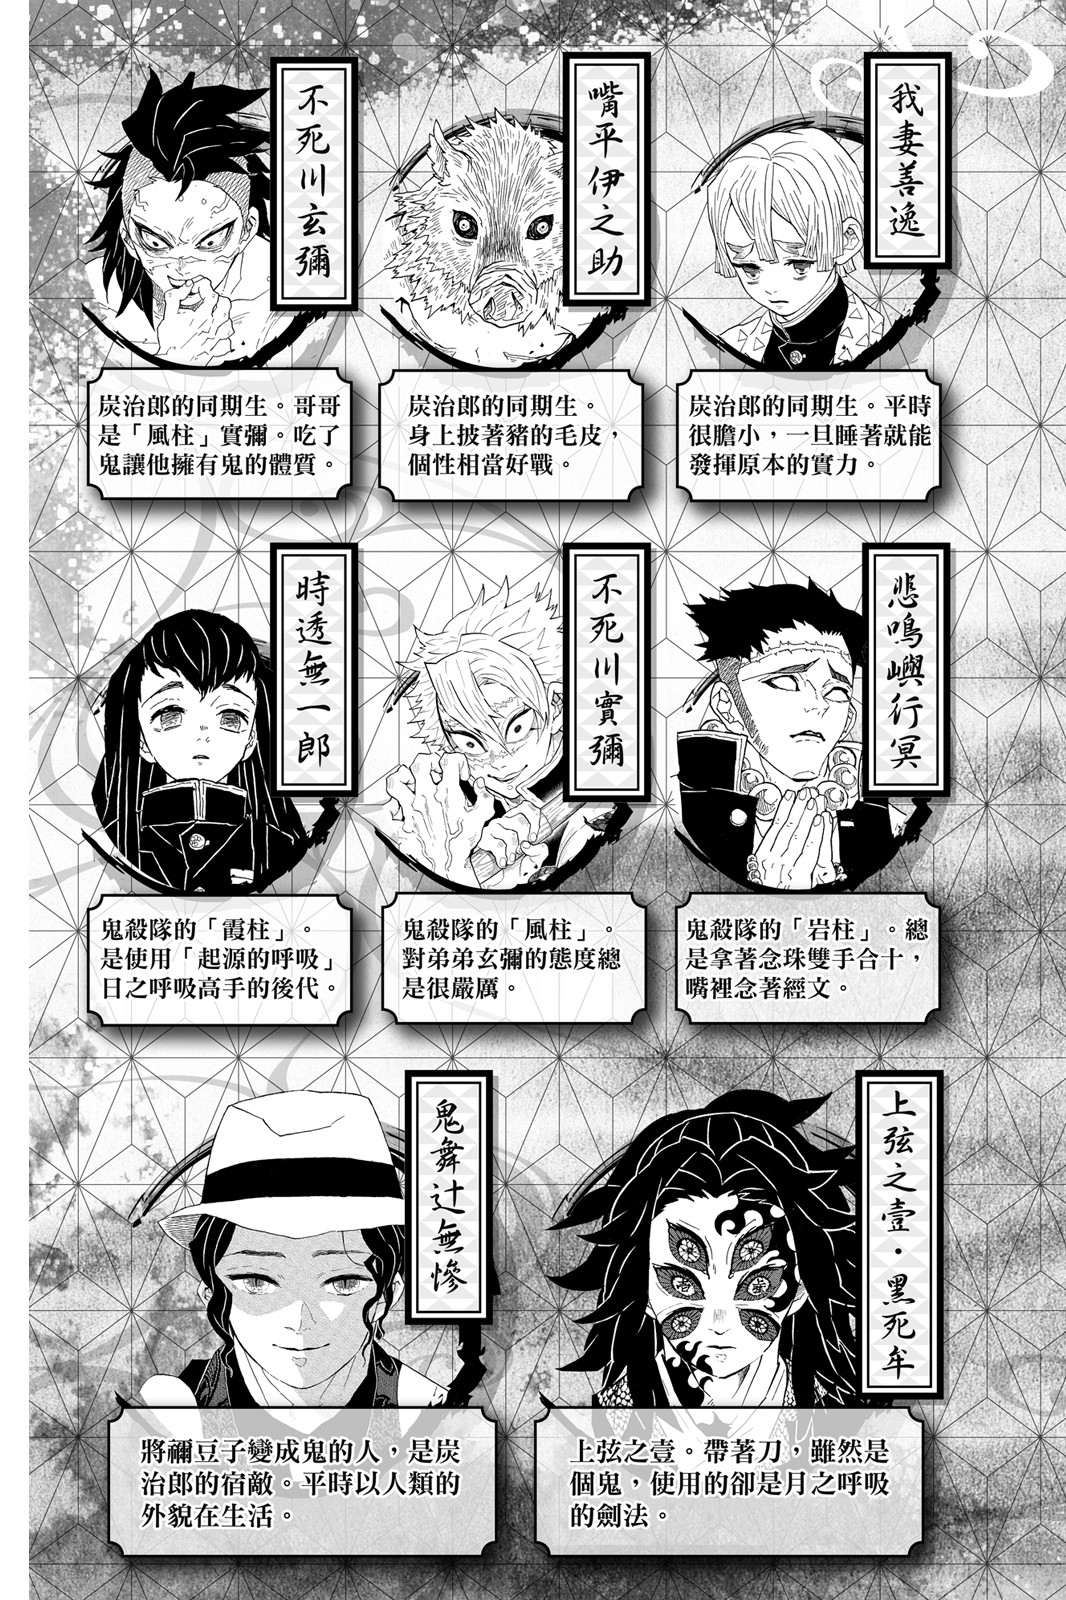 我妻善逸
炭治郎的同期生。平時
很膽小，一旦睡著就能
發揮原本的實力。
嘴平伊之助
炭治郎的同期生。
身上披著豬的毛皮，
個性相當好戰。
不死川玄彌
炭治郎的同期生。哥哥
是「風柱」實彌。吃了
鬼讓他擁有鬼的體質。
悲鳴嶼行冥
鬼殺隊的「岩柱」。總
是拿著念珠雙手合十，
嘴裡念著經文。
不死川實彌
鬼殺隊的「風柱」。
對弟弟玄彌的態度總
是很嚴厲。
時透無一郎
鬼殺隊的「霞柱」。
是使用「起源的呼吸」
日之呼吸高手的後代。
上弦之壹・黑死牟
上弦之壹。帶著刀，雖然是
個鬼，使用的卻是月之呼吸
的劍法。
鬼舞辻無慘
將禰豆子變成鬼的人，是炭
治郎的宿敵。平時以人類的
外貌在生活。